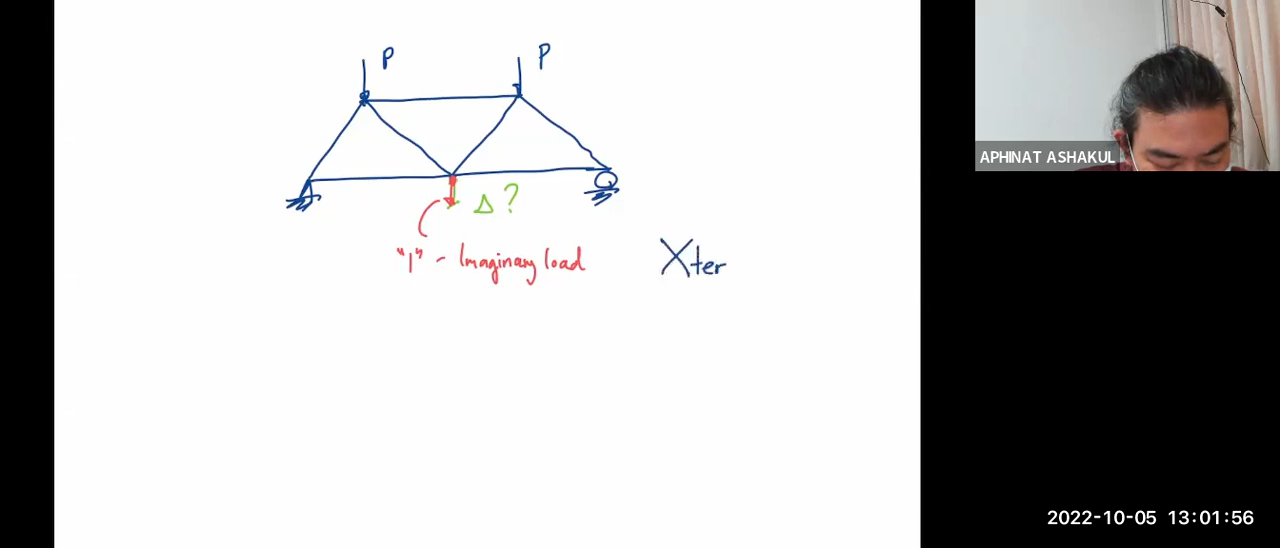 P
P
Δ ?
"1" - Imaginary load
Xter
APHINAT ASHAKUL
2022-10-05 13:01:56